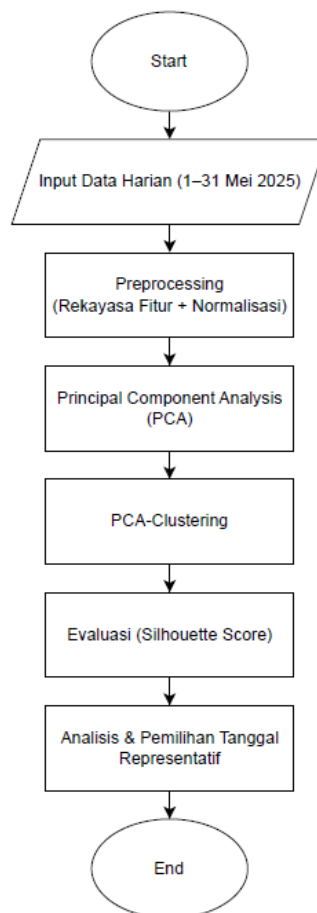 Start
Input Data Harian (1–31 Mei 2025)
Preprocessing
(Rekayasa Fitur + Normalisasi)
Principal Component Analysis
(PCA)
PCA-Clustering
Evaluasi (Silhouette Score)
Analisis & Pemilihan Tanggal
Representatif
End